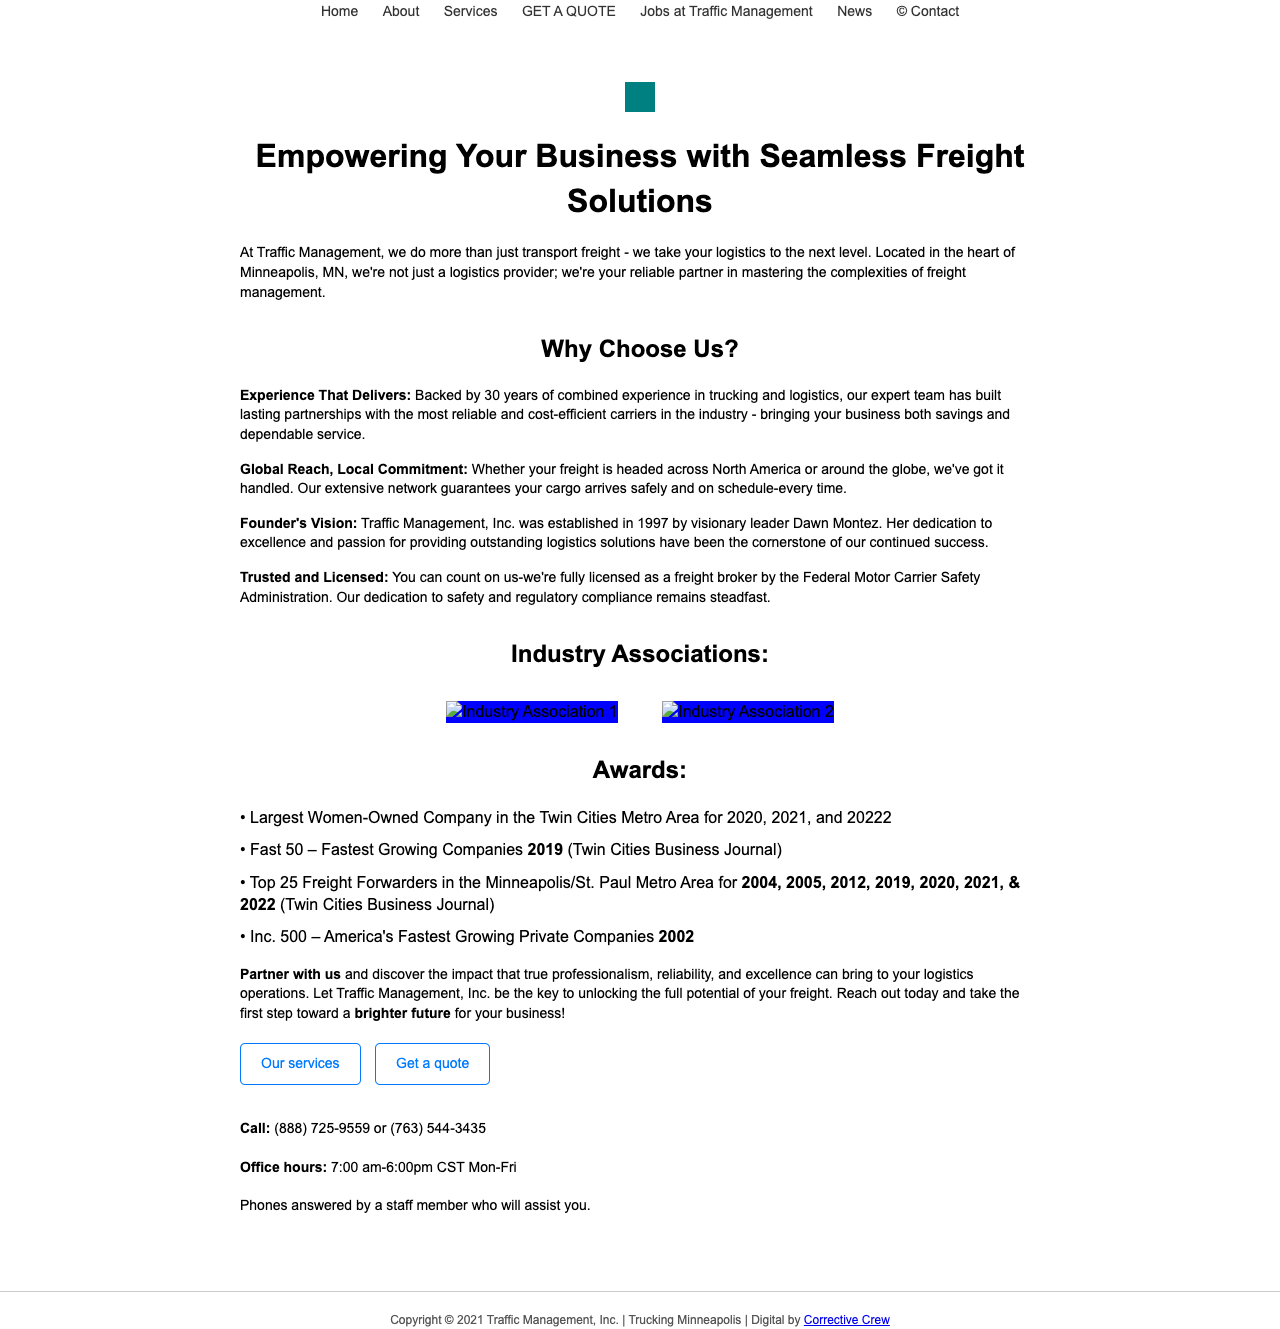 Home About Services GET A QUOTE Jobs at Traffic Management News © Contact
Empowering Your Business with Seamless Freight
Solutions
At Traffic Management, we do more than just transport freight - we take your logistics to the next level. Located in the heart of
Minneapolis, MN, we're not just a logistics provider; we're your reliable partner in mastering the complexities of freight
management.
Why Choose Us?
Experience That Delivers: Backed by 30 years of combined experience in trucking and logistics, our expert team has built
lasting partnerships with the most reliable and cost-efficient carriers in the industry - bringing your business both savings and
dependable service.
Global Reach, Local Commitment: Whether your freight is headed across North America or around the globe, we've got it
handled. Our extensive network guarantees your cargo arrives safely and on schedule-every time.
Founder's Vision: Traffic Management, Inc. was established in 1997 by visionary leader Dawn Montez. Her dedication to
excellence and passion for providing outstanding logistics solutions have been the cornerstone of our continued success.
Trusted and Licensed: You can count on us-we're fully licensed as a freight broker by the Federal Motor Carrier Safety
Administration. Our dedication to safety and regulatory compliance remains steadfast.
Industry Associations:
Industry Association 1 Industry Association 2
Awards:
• Largest Women-Owned Company in the Twin Cities Metro Area for 2020, 2021, and 20222
• Fast 50 – Fastest Growing Companies 2019 (Twin Cities Business Journal)
• Top 25 Freight Forwarders in the Minneapolis/St. Paul Metro Area for 2004, 2005, 2012, 2019, 2020, 2021, &
2022 (Twin Cities Business Journal)
• Inc. 500 – America's Fastest Growing Private Companies 2002
Partner with us and discover the impact that true professionalism, reliability, and excellence can bring to your logistics
operations. Let Traffic Management, Inc. be the key to unlocking the full potential of your freight. Reach out today and take the
first step toward a brighter future for your business!
Our services Get a quote
Call: (888) 725-9559 or (763) 544-3435
Office hours: 7:00 am-6:00pm CST Mon-Fri
Phones answered by a staff member who will assist you.
Copyright © 2021 Traffic Management, Inc. | Trucking Minneapolis | Digital by Corrective Crew